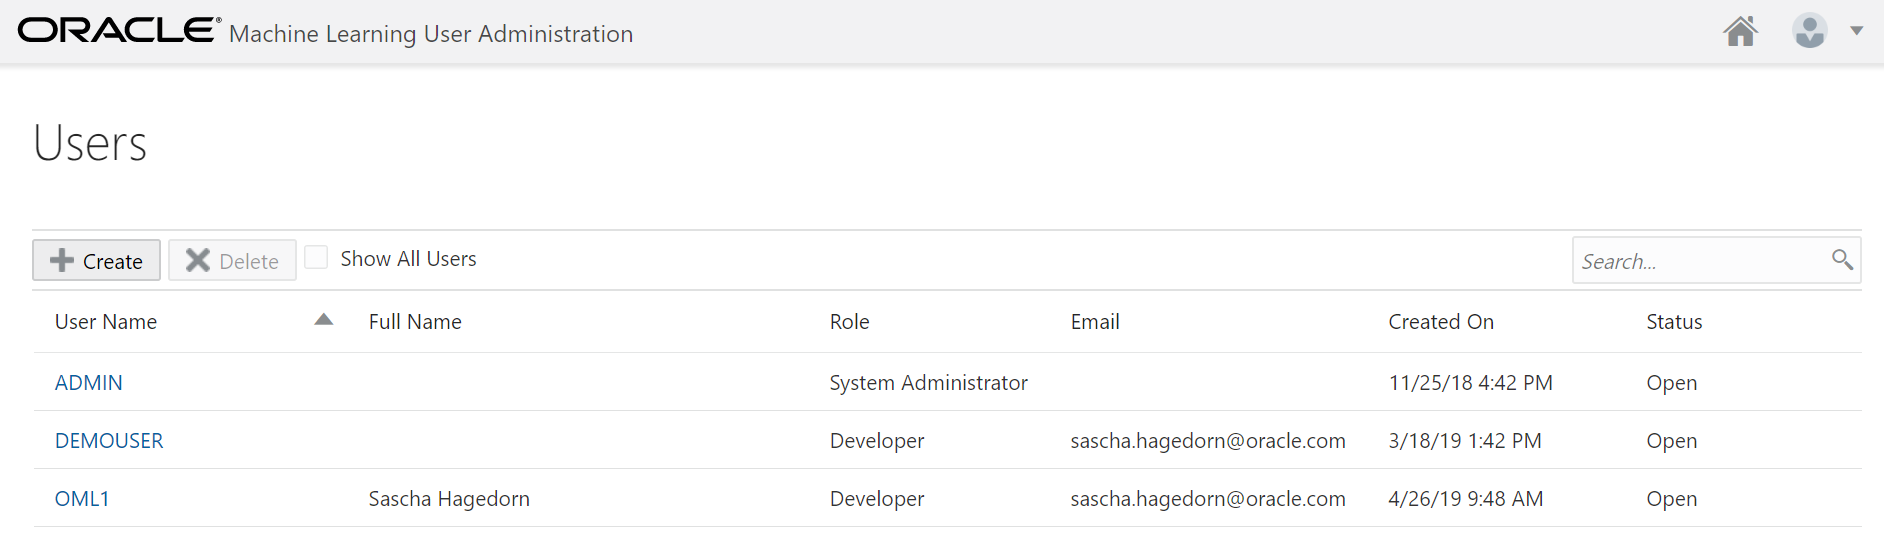 ORACLE® Machine Learning User Administration
Users
Create Delete Show All Users Search...
User Name Full Name Role Email Created On Status
ADMIN System Administrator 11/25/18 4:42 PM Open
DEMOUSER Developer sascha.hagedorn@oracle.com 3/18/19 1:42 PM Open
OML1 Sascha Hagedorn Developer sascha.hagedorn@oracle.com 4/26/19 9:48 AM Open